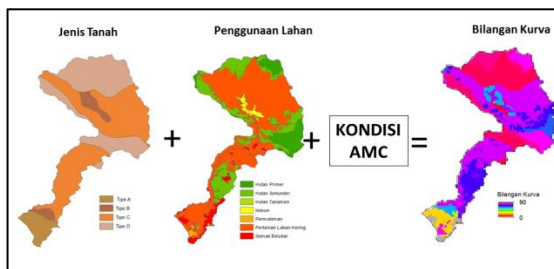 Jenis Tanah
Penggunaan Lahan
Bilangan Kurva
+
+
KONDISI
AMC
=
Tipe A
Tipe B
Tipe C
Tipe D
Hutan Primer
Hutan Sekunder
Hutan Tanaman
Kebun
Permukiman
Pertanian Lahan Kering
Semak Belukar
Bilangan Kurva
90
0